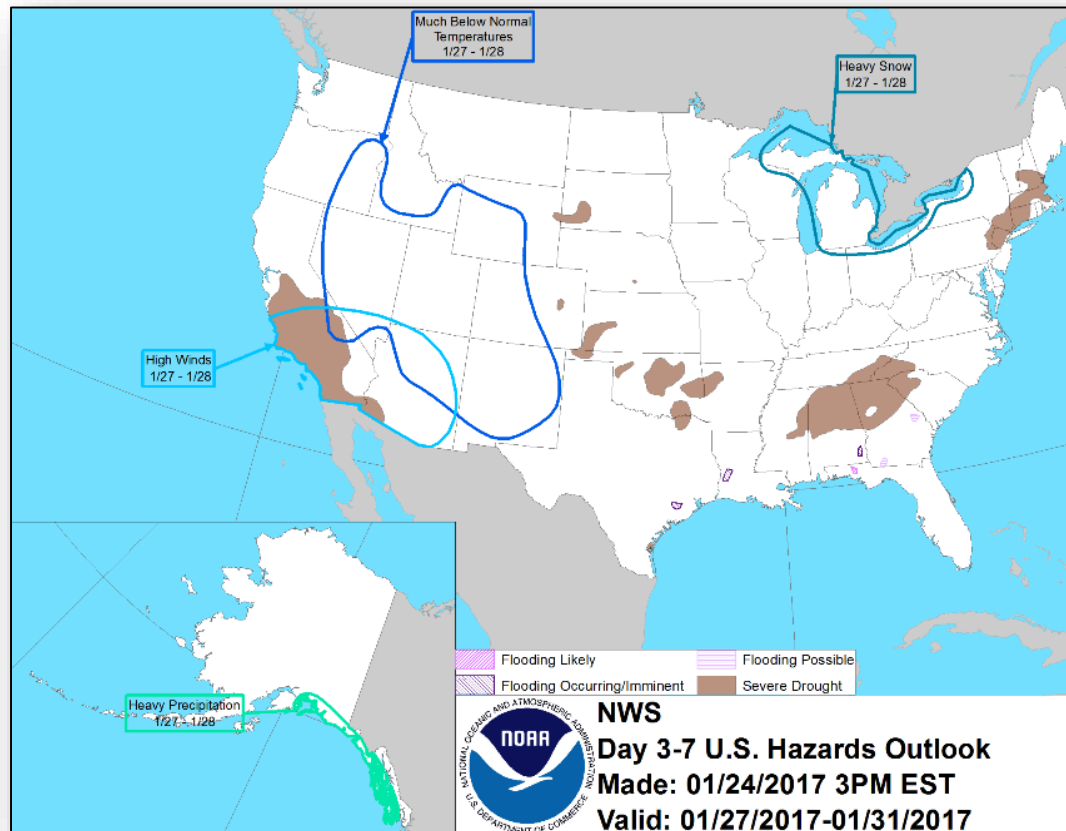 Much Below Normal
Temperatures
1/27 - 1/28
Heavy Snow
1/27 - 1/28
High Winds
1/27 - 1/28
Heavy Precipitation
1/27 - 1/28
Flooding Likely
Flooding Possible
Flooding Occurring/Imminent
Severe Drought
NATIONAL OCEANIC AND ATMOSPHERIC ADMINISTRATION
NOAA
U.S. DEPARTMENT OF COMMERCE
NWS
Day 3-7 U.S. Hazards Outlook
Made: 01/24/2017 3PM EST
Valid: 01/27/2017-01/31/2017